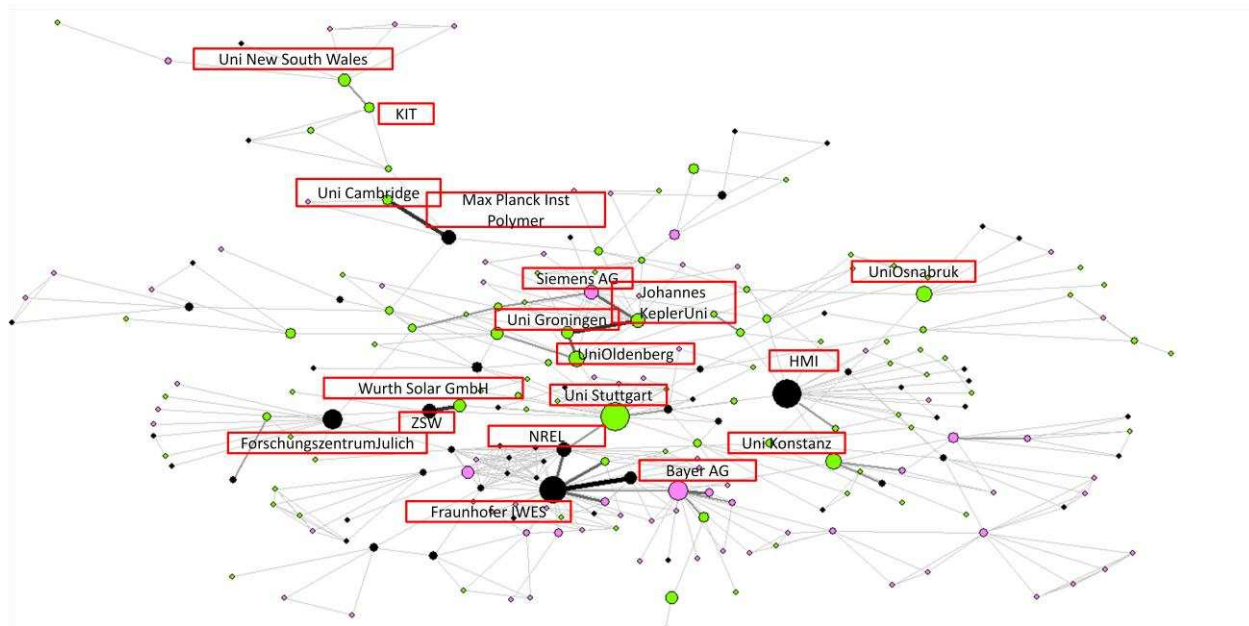 Uni New South Wales
KIT
Uni Cambridge
Max Planck Inst
Polymer
UniOsnabruk
Siemens AG
Johannes
KeplerUni
Uni Groningen
UniOldenberg
HMI
Wurth Solar GmbH
Uni Stuttgart
ZSW
ForschungszentrumJulich
NREL
Uni Konstanz
Bayer AG
Fraunhofer IWES